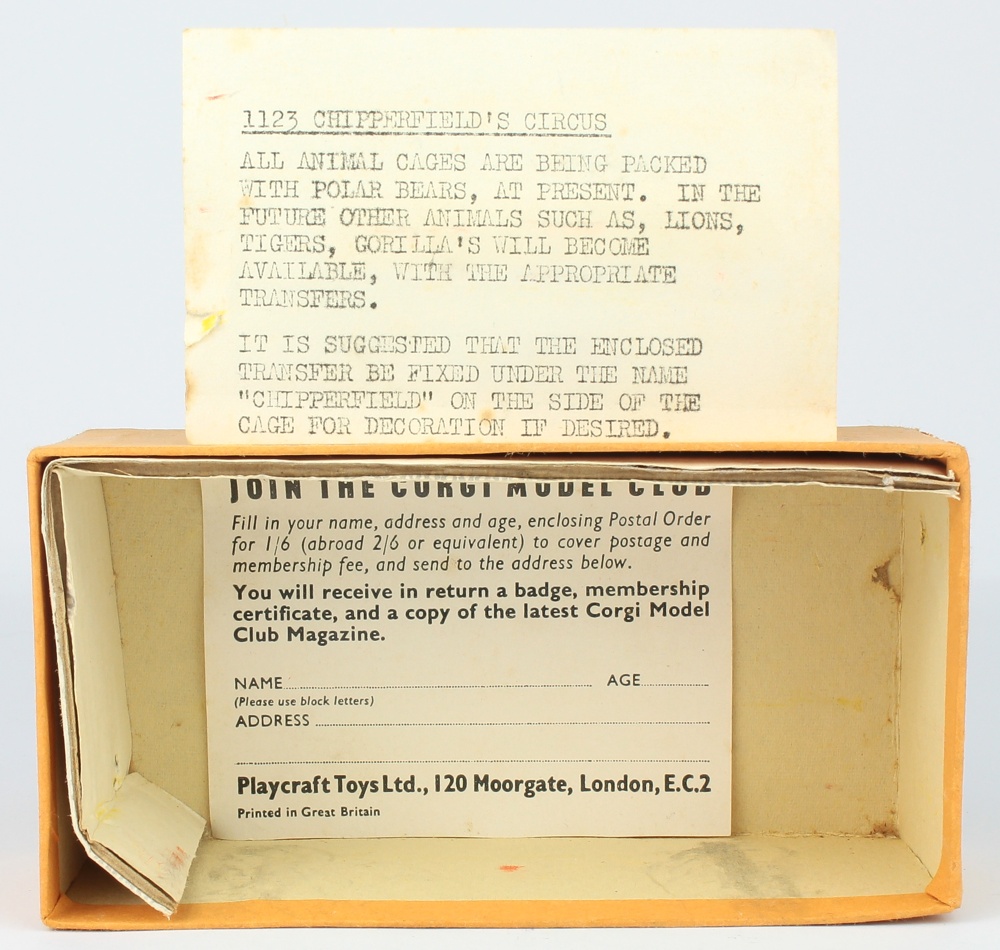 1123 CHIPPERFIELD'S CIRCUS
ALL ANIMAL CAGES ARE BEING PACKED
WITH POLAR BEARS, AT PRESENT. IN THE
FUTURE OTHER ANIMALS SUCH AS, LIONS,
TIGERS, GORILLA'S WILL BECOME
AVAILABLE, WITH THE APPROPRIATE
TRANSFERS.
IT IS SUGGESTED THAT THE ENCLOSED
TRANSFER BE FIXED UNDER THE NAME
"CHIPPERFIELD" ON THE SIDE OF THE
CAGE FOR DECORATION IF DESIRED.
JOIN THE CORGI MODEL CLUB
Fill in your name, address and age, enclosing Postal Order
for 1/6 (abroad 2/6 or equivalent) to cover postage and
membership fee, and send to the address below.
You will receive in return a badge, membership
certificate, and a copy of the latest Corgi Model
Club Magazine.
NAME AGE
(Please use block letters)
ADDRESS
Playcraft Toys Ltd., 120 Moorgate, London, E.C.2
Printed in Great Britain